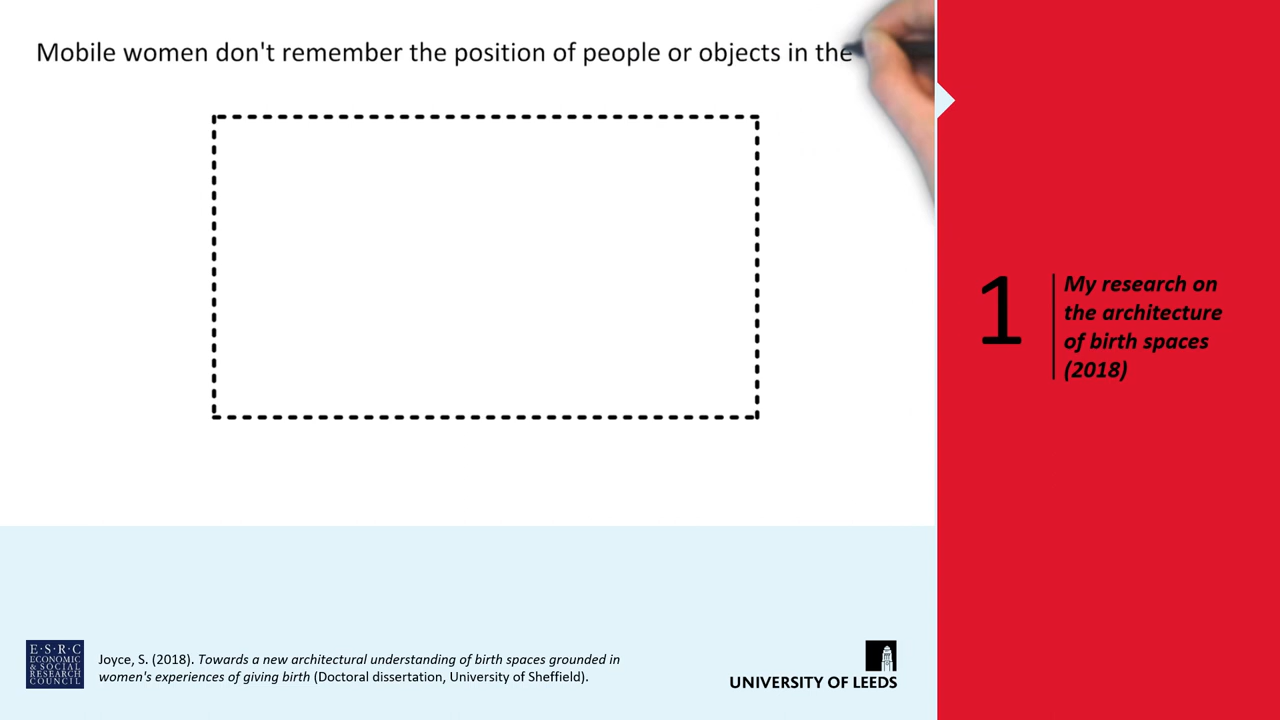 Mobile women don't remember the position of people or objects in the
1
My research on
the architecture
of birth spaces
(2018)
E·S·R·C
ECONOMIC
& SOCIAL
RESEARCH
COUNCIL
Joyce, S. (2018). Towards a new architectural understanding of birth spaces grounded in
women's experiences of giving birth (Doctoral dissertation, University of Sheffield).
UNIVERSITY OF LEEDS